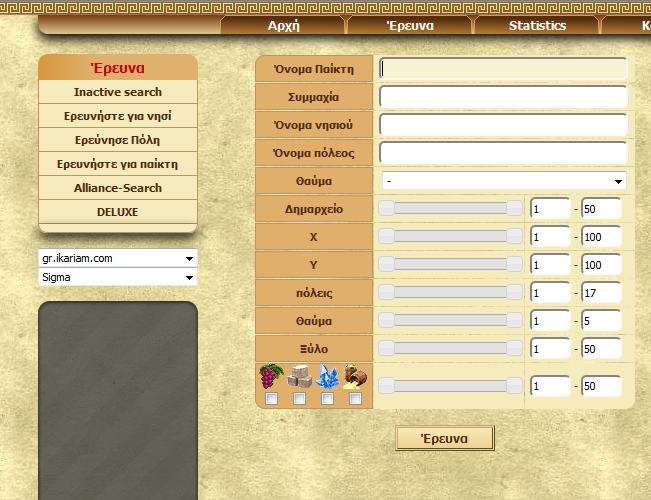 Αρχή Έρευνα Statistics
Έρευνα
Inactive search
Ερευνήστε για νησί
Ερεύνησε Πόλη
Ερευνήστε για παίκτη
Alliance-Search
DELUXE
gr.ikariam.com
Sigma
Όνομα Παίκτη
Συμμαχία
Όνομα νησιού
Όνομα πόλεος
Θαύμα -
Δημαρχείο 1 - 50
X 1 - 100
Y 1 - 100
πόλεις 1 - 17
Θαύμα 1 - 5
Ξύλο 1 - 50
1 - 50
Έρευνα